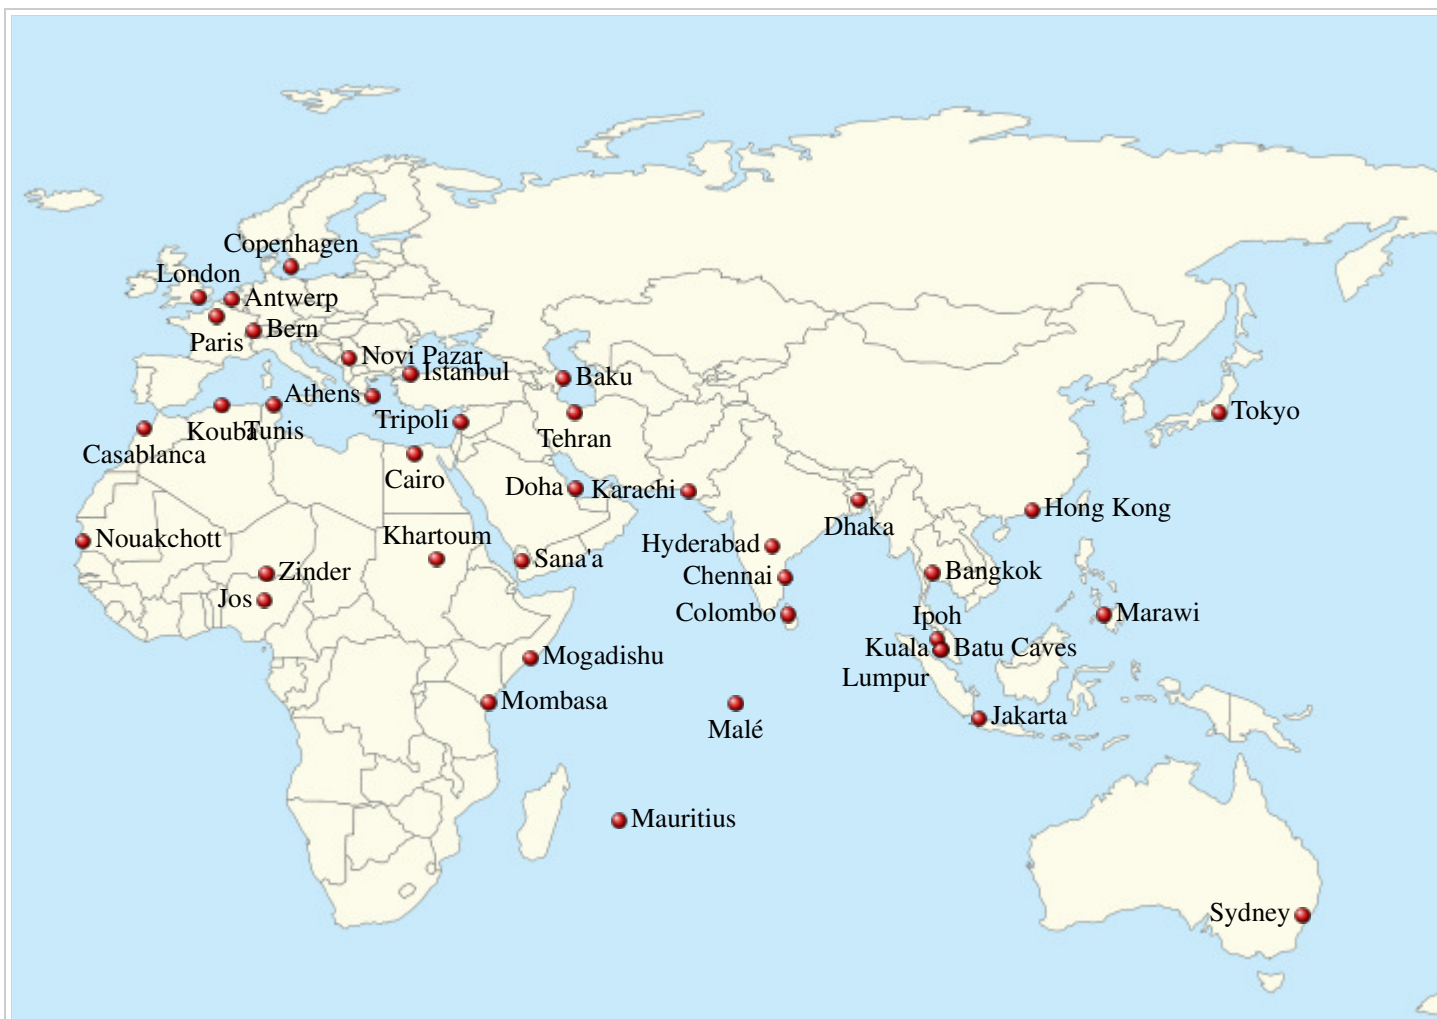 Copenhagen
London
Antwerp
Paris
Bern
Novi Pazar
Istanbul
Baku
Athens
Tripoli
Tehran
Tokyo
Kouba
Tunis
Casablanca
Cairo
Doha
Karachi
Dhaka
Hong Kong
Nouakchott
Khartoum
Sana'a
Hyderabad
Zinder
Chennai
Bangkok
Jos
Colombo
Ipoh
Marawi
Mogadishu
Kuala
Lumpur
Batu Caves
Mombasa
Malé
Jakarta
Mauritius
Sydney